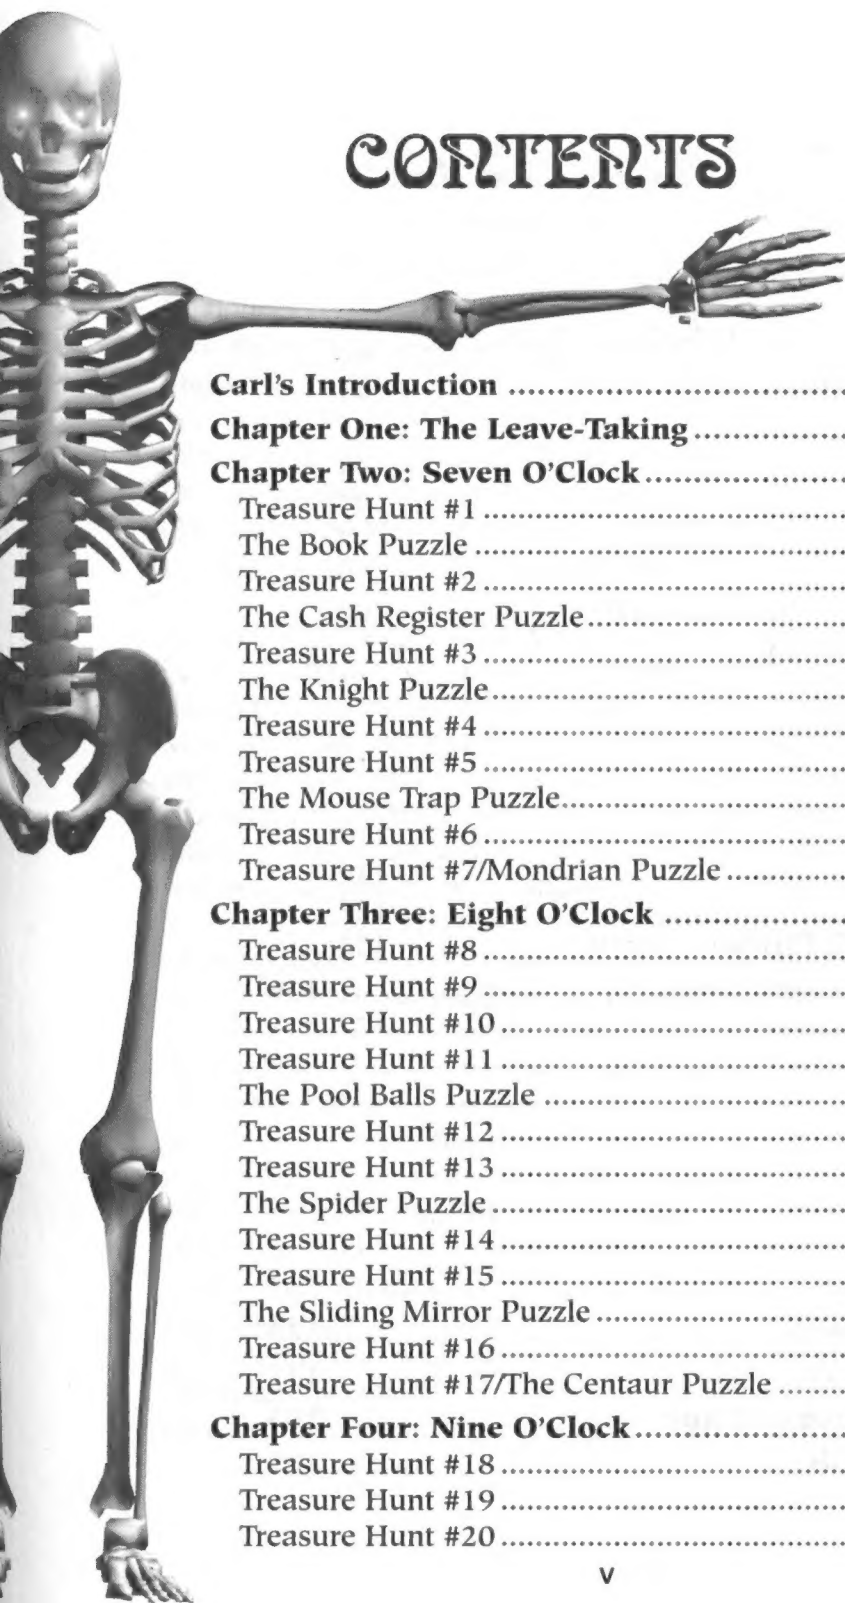 CONTENTS
Carl's Introduction ..................................
Chapter One: The Leave-Taking ................
Chapter Two: Seven O'Clock .....................
Treasure Hunt #1 .....................................
The Book Puzzle ......................................
Treasure Hunt #2 .....................................
The Cash Register Puzzle ..........................
Treasure Hunt #3 .....................................
The Knight Puzzle ....................................
Treasure Hunt #4 .....................................
Treasure Hunt #5 .....................................
The Mouse Trap Puzzle .............................
Treasure Hunt #6 .....................................
Treasure Hunt #7/Mondrian Puzzle ............
Chapter Three: Eight O'Clock ...................
Treasure Hunt #8 .....................................
Treasure Hunt #9 .....................................
Treasure Hunt #10 ...................................
Treasure Hunt #11 ...................................
The Pool Balls Puzzle ...............................
Treasure Hunt #12 ...................................
Treasure Hunt #13 ...................................
The Spider Puzzle ....................................
Treasure Hunt #14 ...................................
Treasure Hunt #15 ...................................
The Sliding Mirror Puzzle .........................
Treasure Hunt #16 ...................................
Treasure Hunt #17/The Centaur Puzzle .......
Chapter Four: Nine O'Clock ......................
Treasure Hunt #18 ...................................
Treasure Hunt #19 ...................................
Treasure Hunt #20 ...................................
v